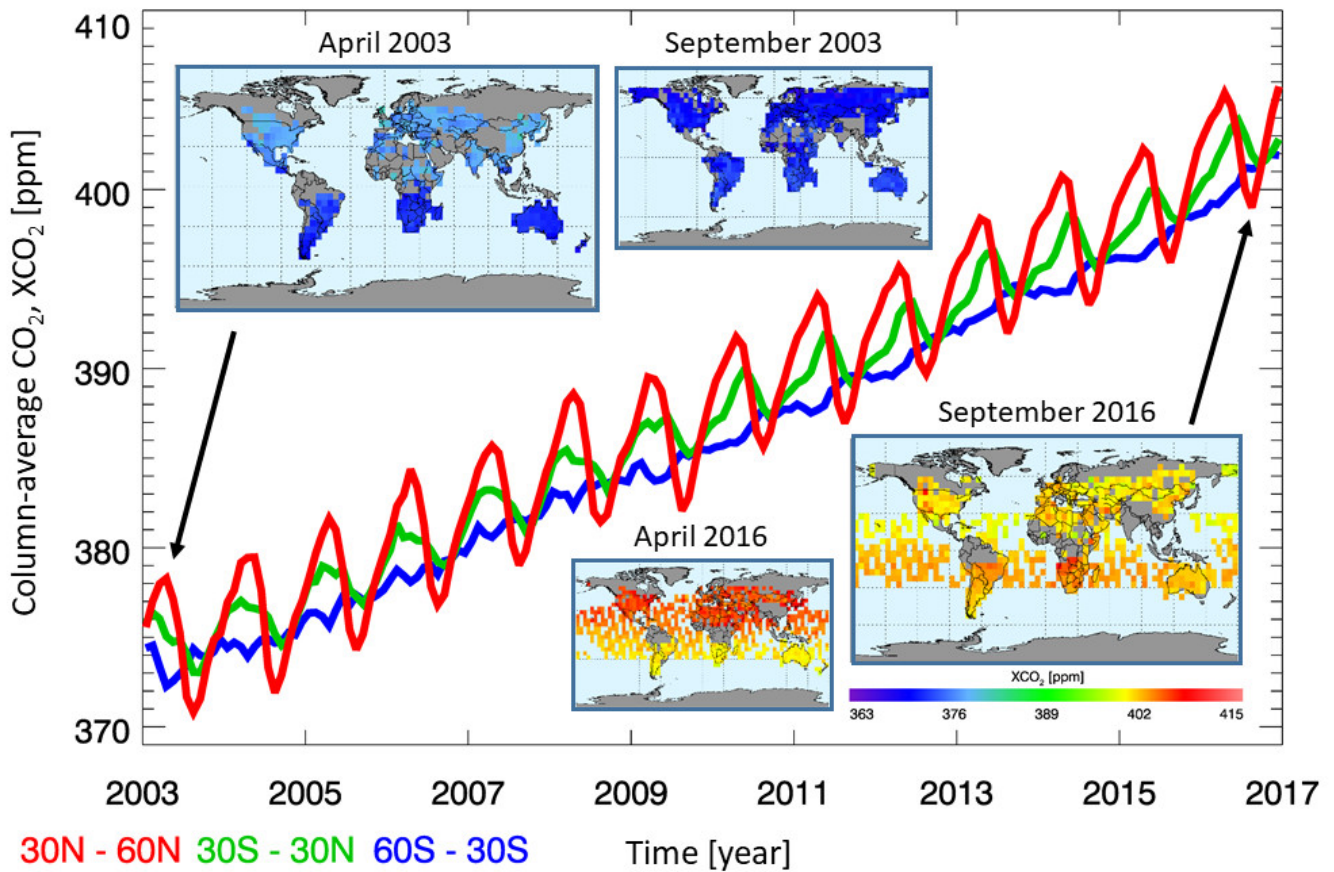 410
400
390
380
370
Column-average CO₂, XCO₂ [ppm]
April 2003
September 2003
September 2016
April 2016
XCO₂ [ppm]
363 376 389 402 415
2003 2005 2007 2009 2011 2013 2015 2017
30N - 60N 30S - 30N 60S - 30S Time [year]